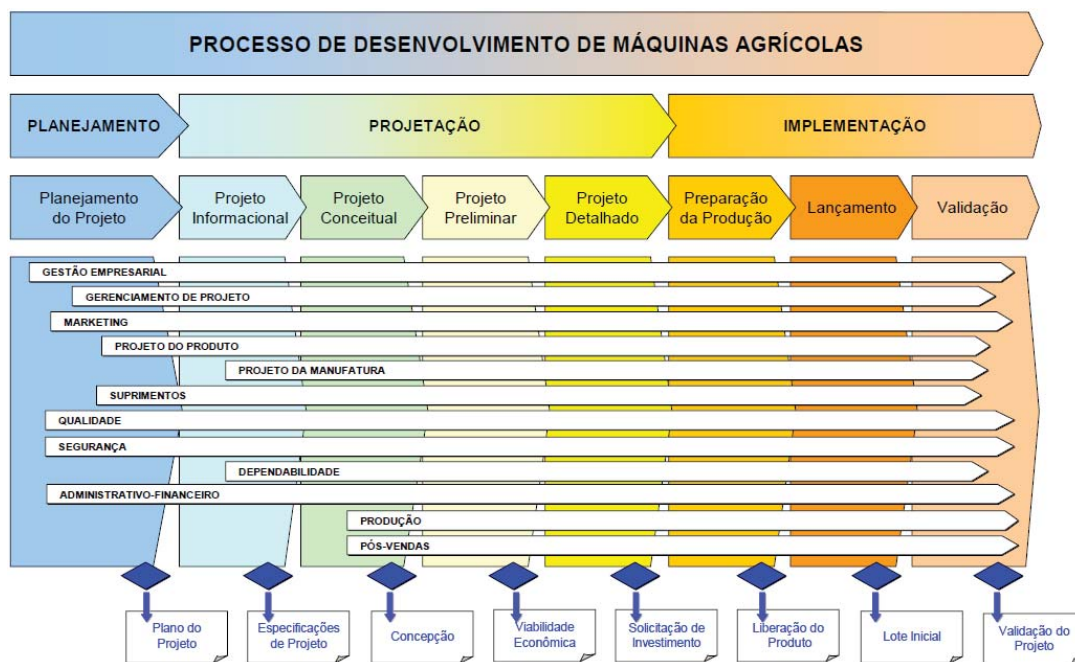 PROCESSO DE DESENVOLVIMENTO DE MÁQUINAS AGRÍCOLAS
PLANEJAMENTO
PROJETAÇÃO
IMPLEMENTAÇÃO
Planejamento
do Projeto
Projeto
Informacional
Projeto
Conceitual
Projeto
Preliminar
Projeto
Detalhado
Preparação
da Produção
Lançamento
Validação
GESTÃO EMPRESARIAL
GERENCIAMENTO DE PROJETO
MARKETING
PROJETO DO PRODUTO
PROJETO DA MANUFATURA
SUPRIMENTOS
QUALIDADE
SEGURANÇA
DEPENDABILIDADE
ADMINISTRATIVO-FINANCEIRO
PRODUÇÃO
PÓS-VENDAS
Plano do
Projeto
Especificações
de Projeto
Concepção
Viabilidade
Econômica
Solicitação de
Investimento
Liberação do
Produto
Lote Inicial
Validação do
Projeto